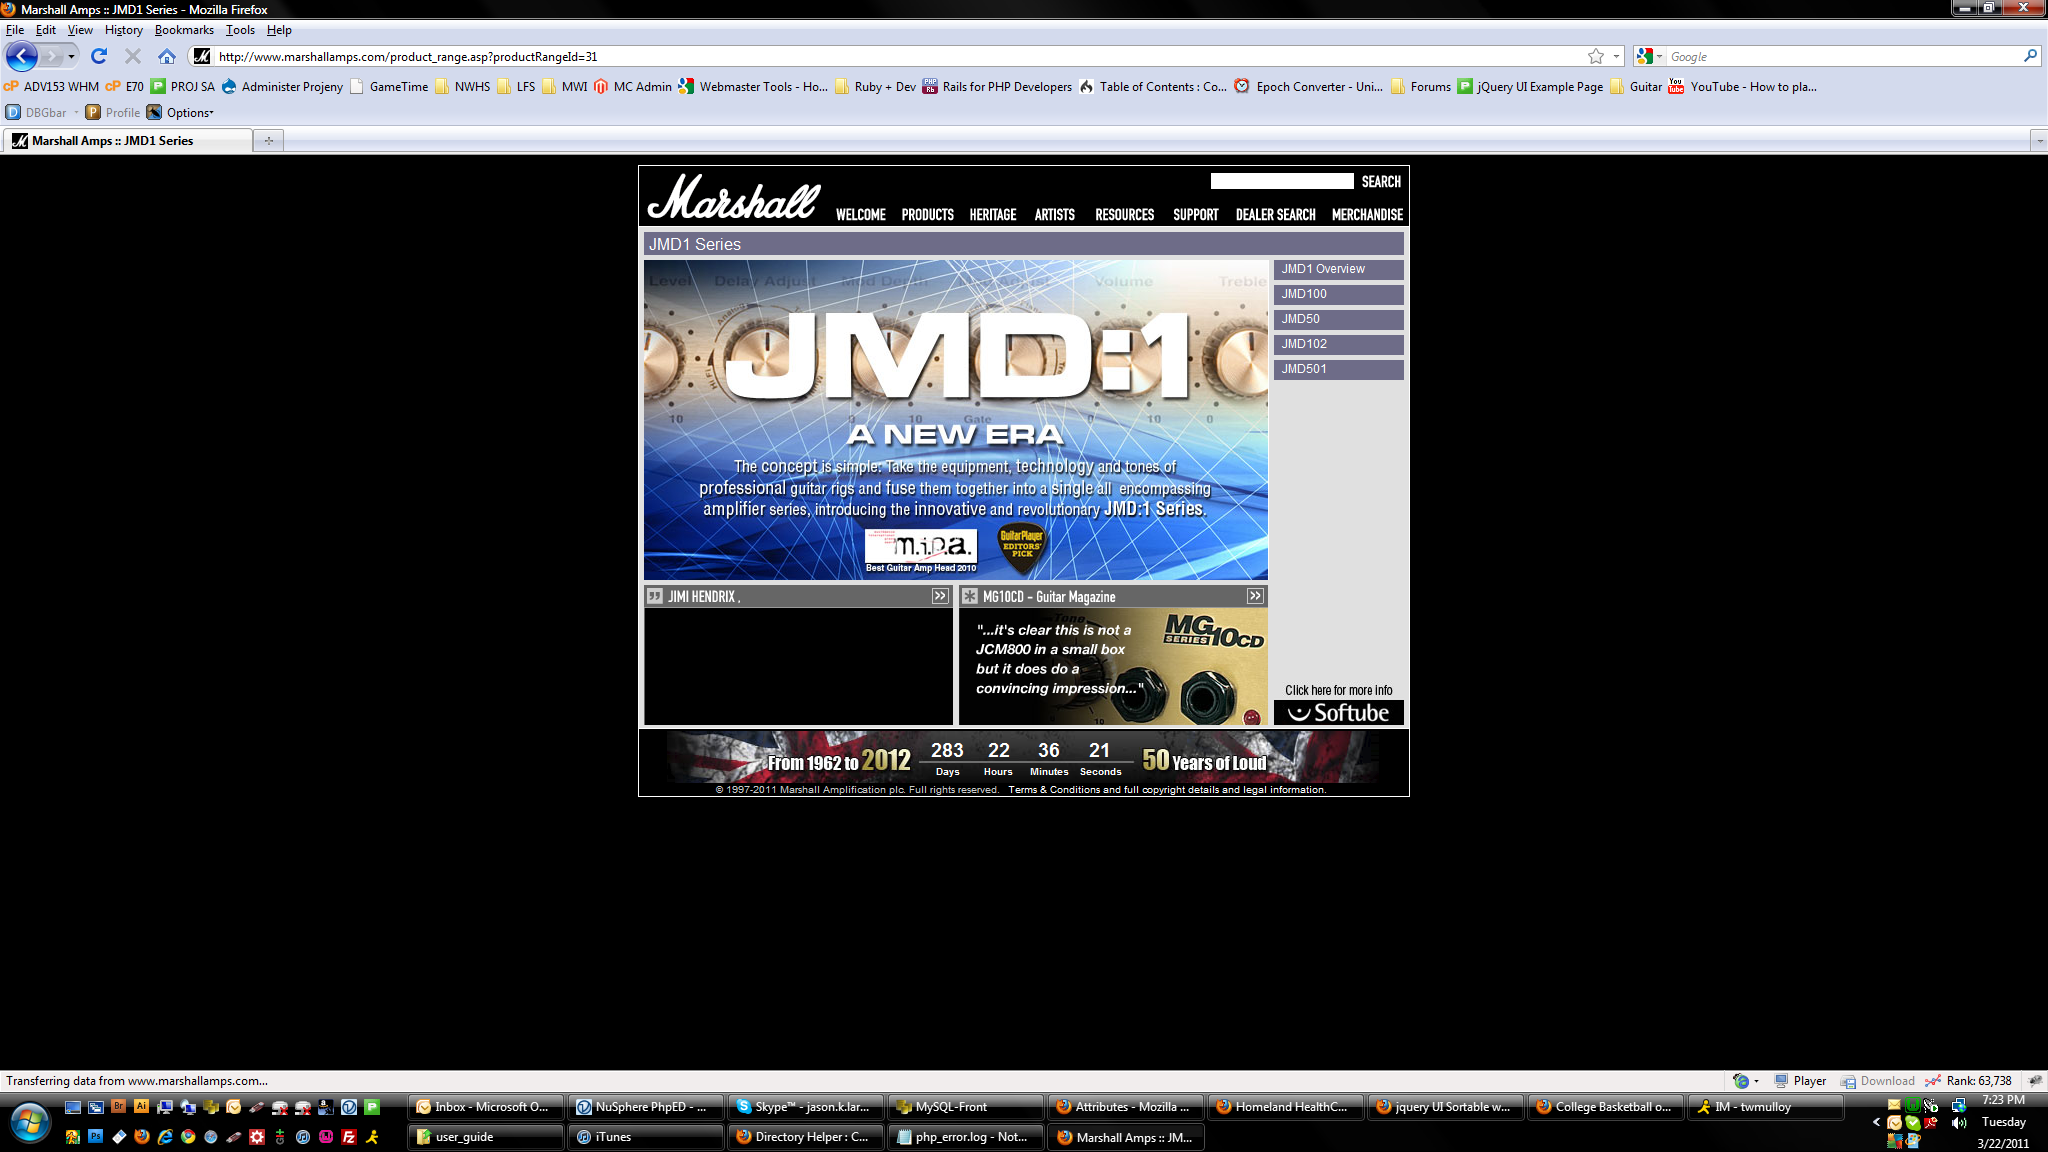 Marshall Amps :: JMD1 Series - Mozilla Firefox
File Edit View History Bookmarks Tools Help
http://www.marshallamps.com/product_range.asp?productRangeId=31
Google
ADV153 WHM E70 PROJ SA Administer Projeny GameTime NWHS LFS MWI MC Admin Webmaster Tools - Ho... Ruby + Dev Rails for PHP Developers Table of Contents : Co... Epoch Converter - Uni... Forums jQuery UI Example Page Guitar YouTube - How to pla...
DBGbar Profile Options
Marshall Amps :: JMD1 Series
Marshall
SEARCH
WELCOME PRODUCTS HERITAGE ARTISTS RESOURCES SUPPORT DEALER SEARCH MERCHANDISE
JMD1 Series
Level Delay Adjust Mod Depth Volume Treble
JMD:1
10 0 10 Gate 0 10 0
A NEW ERA
The concept is simple: Take the equipment, technology and tones of
professional guitar rigs and fuse them together into a single all encompassing
amplifier series, introducing the innovative and revolutionary JMD:1 Series.
m.i.p.a.
Best Guitar Amp Head 2010
GuitarPlayer
EDITORS'
PICK
JMD1 Overview
JMD100
JMD50
JMD102
JMD501
JIMI HENDRIX ,
MG10CD - Guitar Magazine
"...it's clear this is not a
JCM800 in a small box
but it does do a
convincing impression..."
MG10CD
SERIES
Click here for more info
Softube
From 1962 to 2012
283 22 36 21
Days Hours Minutes Seconds
50 Years of Loud
© 1997-2011 Marshall Amplification plc. Full rights reserved. Terms & Conditions and full copyright details and legal information.
Transferring data from www.marshallamps.com...
Player Download Rank: 63,738
Inbox - Microsoft O... NuSphere PhpED - ... Skype™ - jason.k.lar... MySQL-Front Attributes - Mozilla ... Homeland HealthC... jquery UI Sortable w... College Basketball o... IM - twmulloy
user_guide iTunes Directory Helper : C... php_error.log - Not... Marshall Amps :: JM...
7:23 PM
Tuesday
3/22/2011